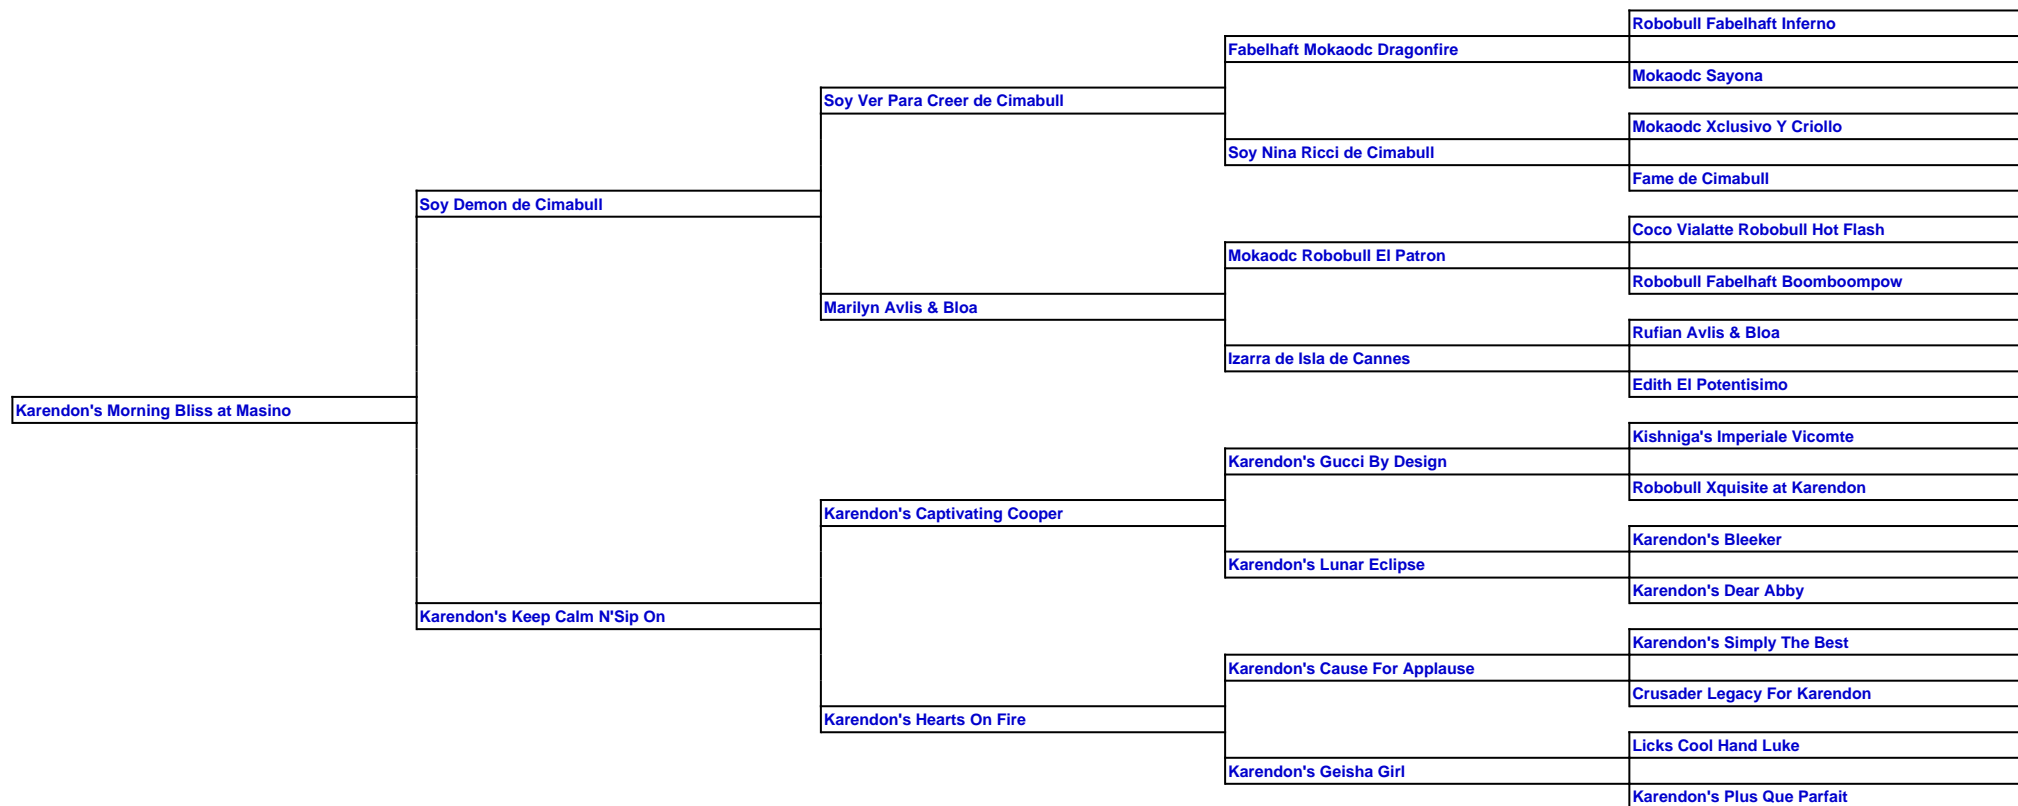 Robobull Fabelhaft Inferno
Fabelhaft Mokaodc Dragonfire
Mokaodc Sayona
Soy Ver Para Creer de Cimabull
Mokaodc Xclusivo Y Criollo
Soy Nina Ricci de Cimabull
Fame de Cimabull
Soy Demon de Cimabull
Coco Vialatte Robobull Hot Flash
Mokaodc Robobull El Patron
Robobull Fabelhaft Boomboompow
Marilyn Avlis & Bloa
Rufian Avlis & Bloa
Izarra de Isla de Cannes
Edith El Potentisimo
Karendon's Morning Bliss at Masino
Kishniga's Imperiale Vicomte
Karendon's Gucci By Design
Robobull Xquisite at Karendon
Karendon's Captivating Cooper
Karendon's Bleeker
Karendon's Lunar Eclipse
Karendon's Dear Abby
Karendon's Keep Calm N'Sip On
Karendon's Simply The Best
Karendon's Cause For Applause
Crusader Legacy For Karendon
Karendon's Hearts On Fire
Licks Cool Hand Luke
Karendon's Geisha Girl
Karendon's Plus Que Parfait